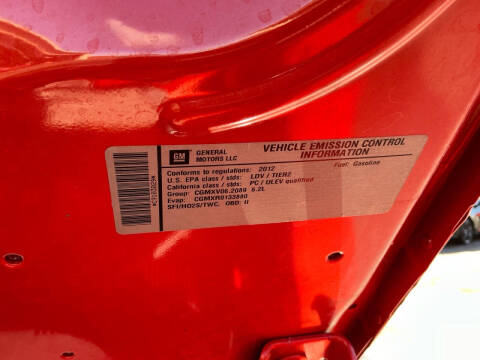 GM
GENERAL
MOTORS LLC
VEHICLE EMISSION CONTROL
INFORMATION
Conforms to regulations: 2012
Fuel: Gasoline
U.S. EPA class / stds: LDV / TIER2
California class / stds: PC / ULEV qualified
Group: CGMXV06.2089 6.2L
Evap: CGMXR0133880
SFI/HO2S/TWC. OBD: II